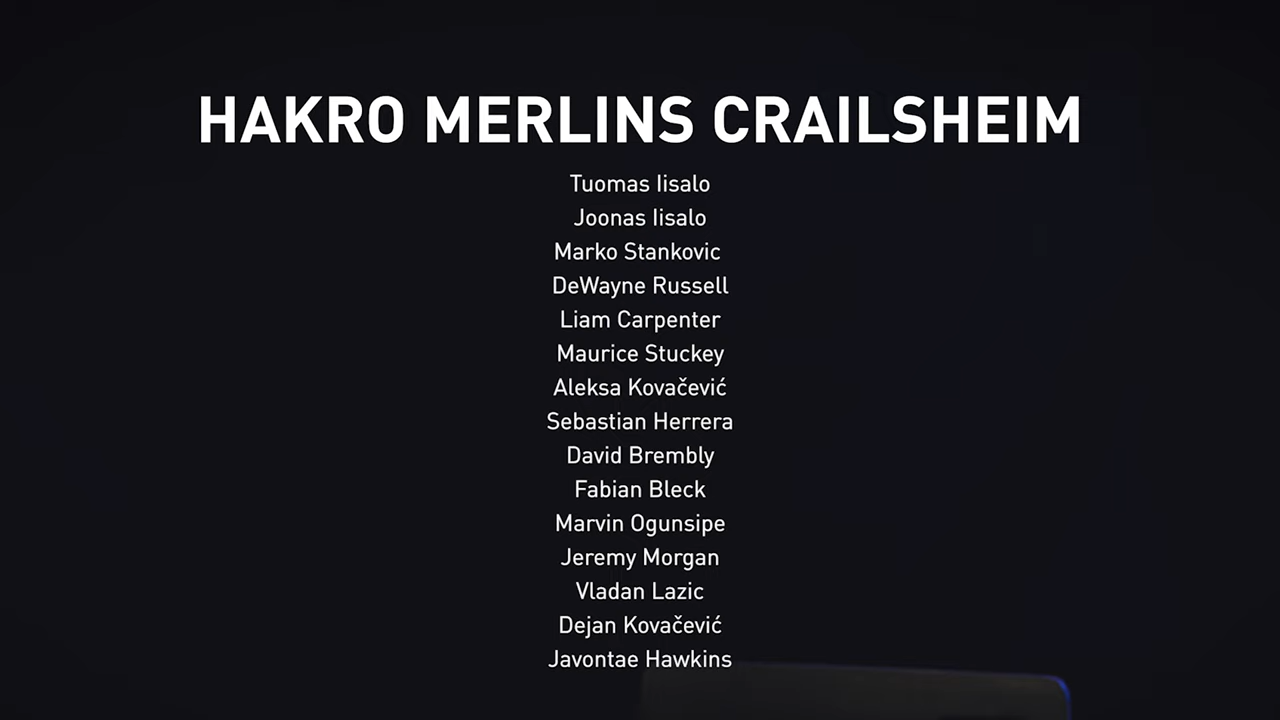 HAKRO MERLINS CRAILSHEIM
Tuomas Iisalo
Joonas Iisalo
Marko Stankovic
DeWayne Russell
Liam Carpenter
Maurice Stuckey
Aleksa Kovačević
Sebastian Herrera
David Brembly
Fabian Bleck
Marvin Ogunsipe
Jeremy Morgan
Vladan Lazic
Dejan Kovačević
Javontae Hawkins